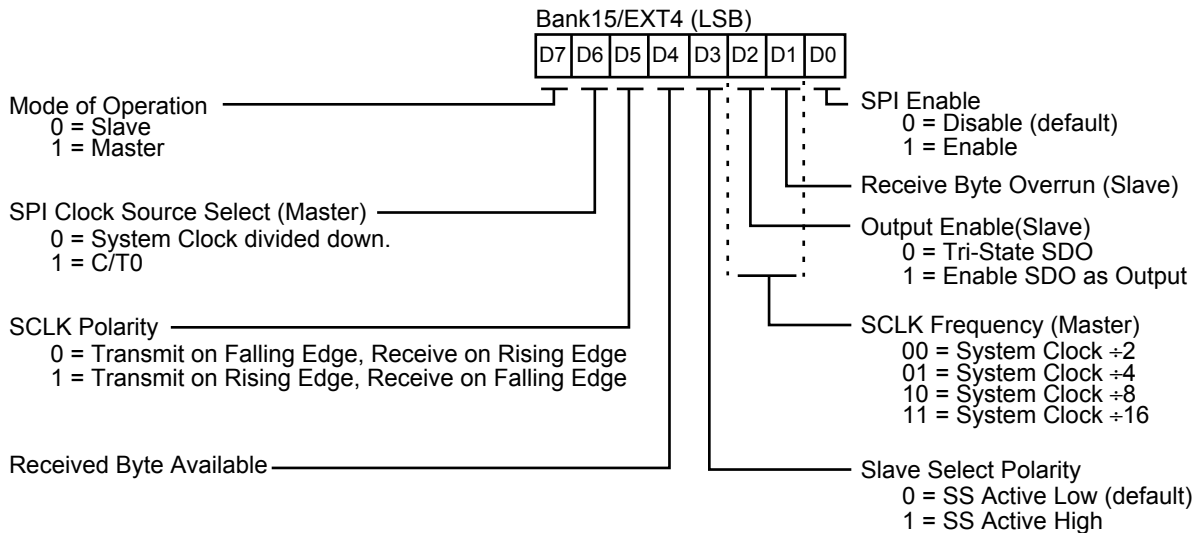 Bank15/EXT4 (LSB)
D7 D6 D5 D4 D3 D2 D1 D0
Mode of Operation
0 = Slave
1 = Master
SPI Clock Source Select (Master)
0 = System Clock divided down.
1 = C/T0
SCLK Polarity
0 = Transmit on Falling Edge, Receive on Rising Edge
1 = Transmit on Rising Edge, Receive on Falling Edge
Received Byte Available
SPI Enable
0 = Disable (default)
1 = Enable
Receive Byte Overrun (Slave)
Output Enable(Slave)
0 = Tri-State SDO
1 = Enable SDO as Output
SCLK Frequency (Master)
00 = System Clock ÷2
01 = System Clock ÷4
10 = System Clock ÷8
11 = System Clock ÷16
Slave Select Polarity
0 = SS Active Low (default)
1 = SS Active High